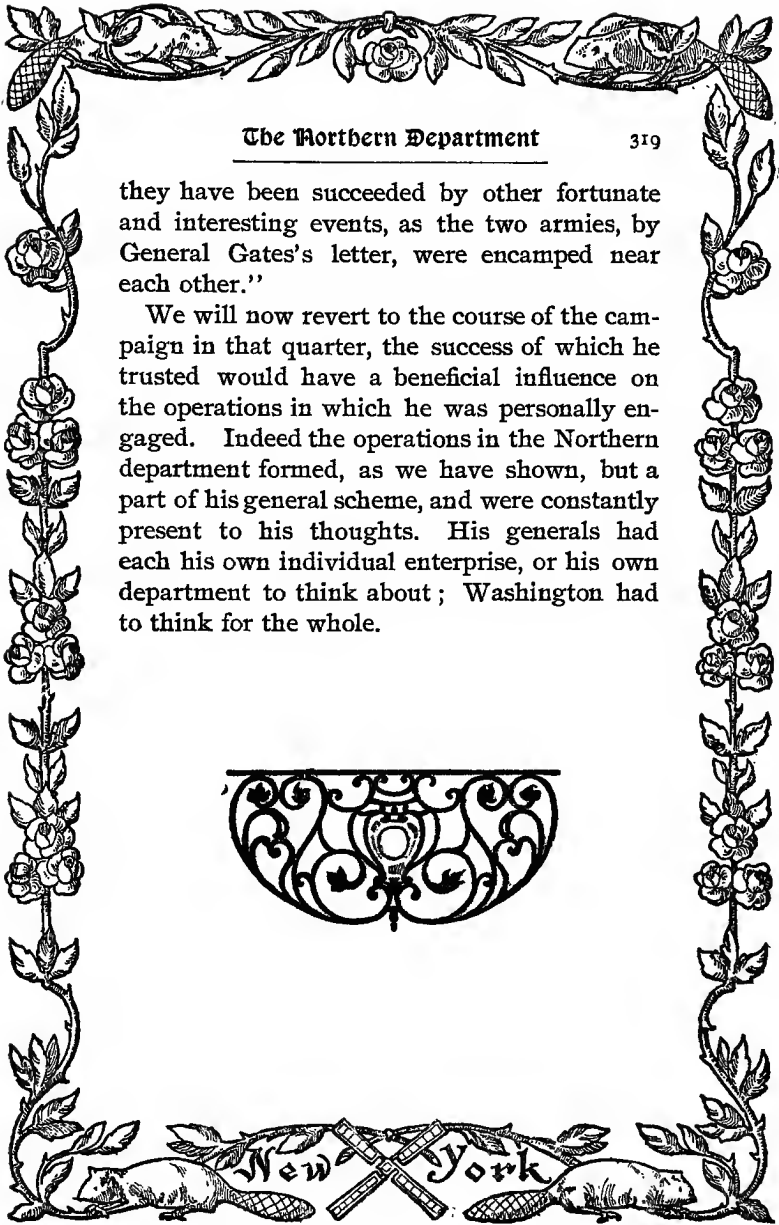 The Northern Department 319
they have been succeeded by other fortunate
and interesting events, as the two armies, by
General Gates's letter, were encamped near
each other."
We will now revert to the course of the cam-
paign in that quarter, the success of which he
trusted would have a beneficial influence on
the operations in which he was personally en-
gaged. Indeed the operations in the Northern
department formed, as we have shown, but a
part of his general scheme, and were constantly
present to his thoughts. His generals had
each his own individual enterprise, or his own
department to think about; Washington had
to think for the whole.
New York